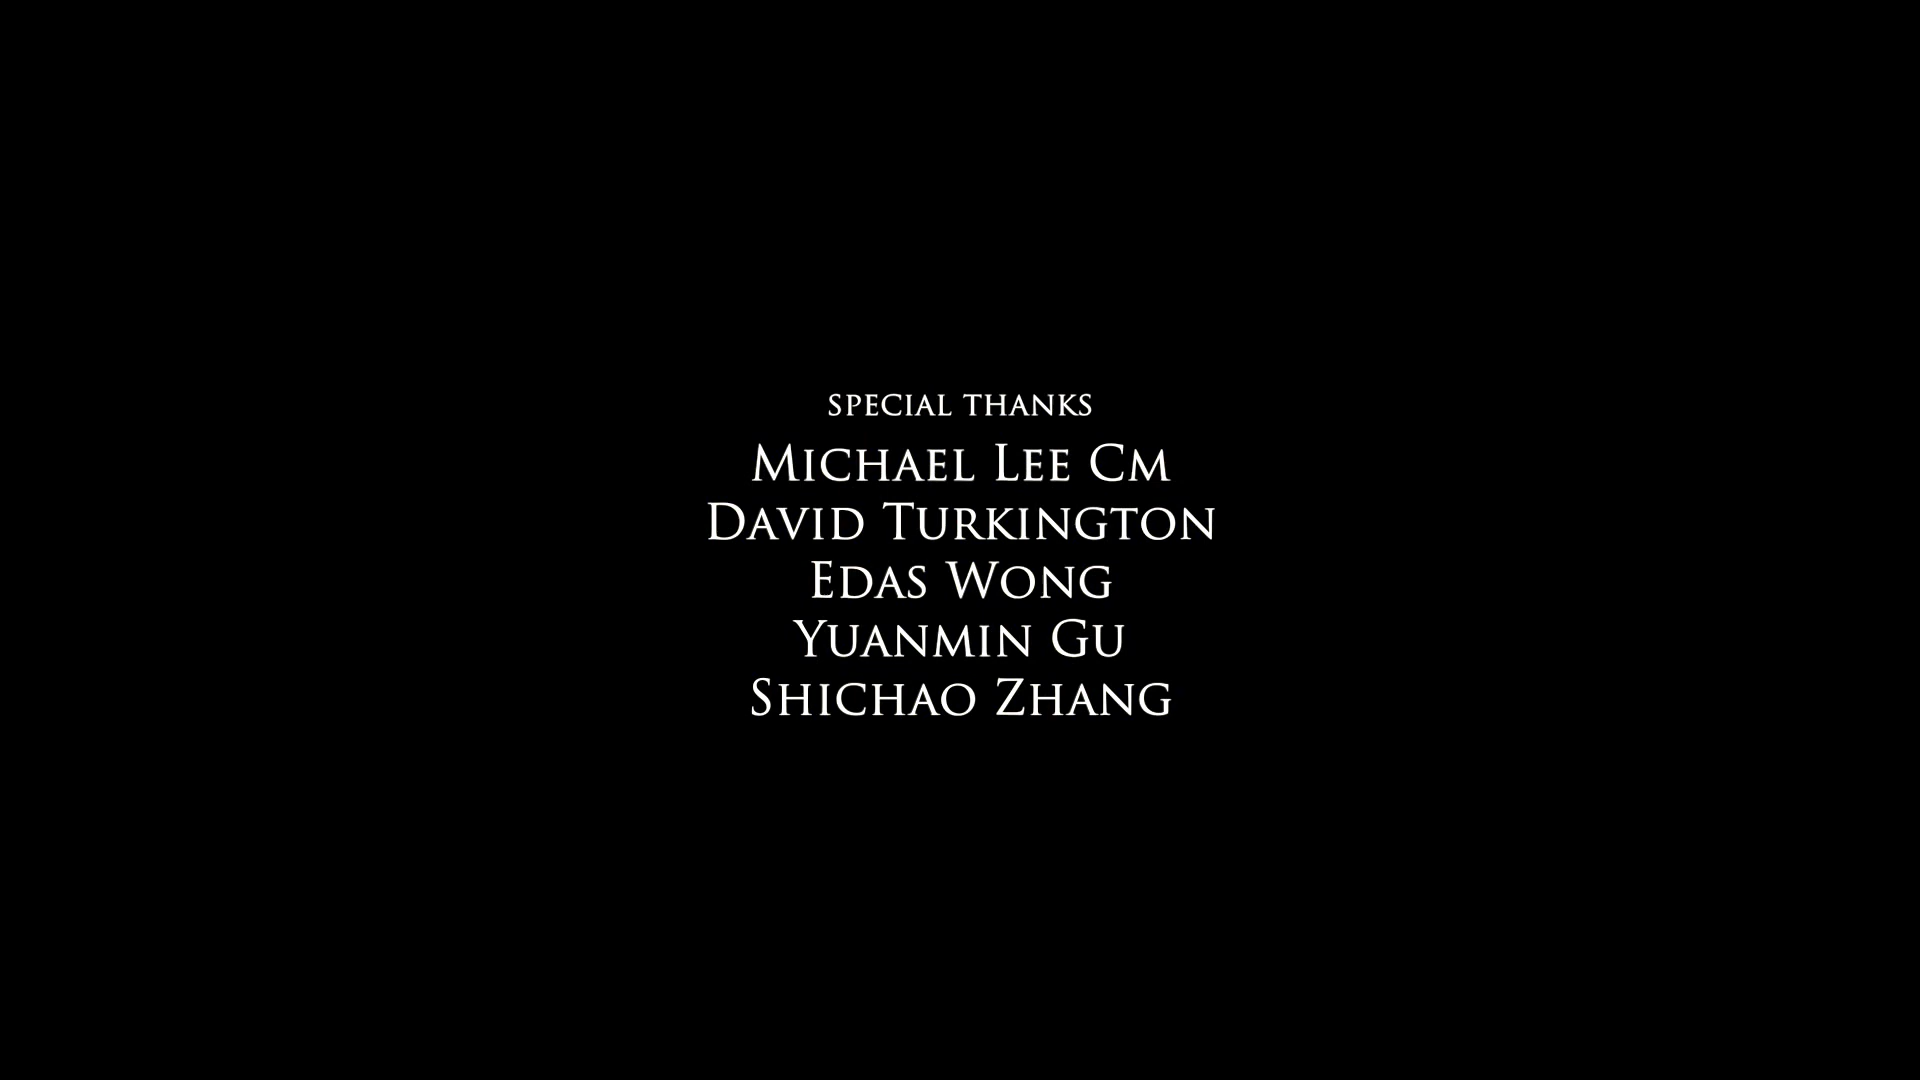 SPECIAL THANKS
MICHAEL LEE CM
DAVID TURKINGTON
EDAS WONG
YUANMIN GU
SHICHAO ZHANG